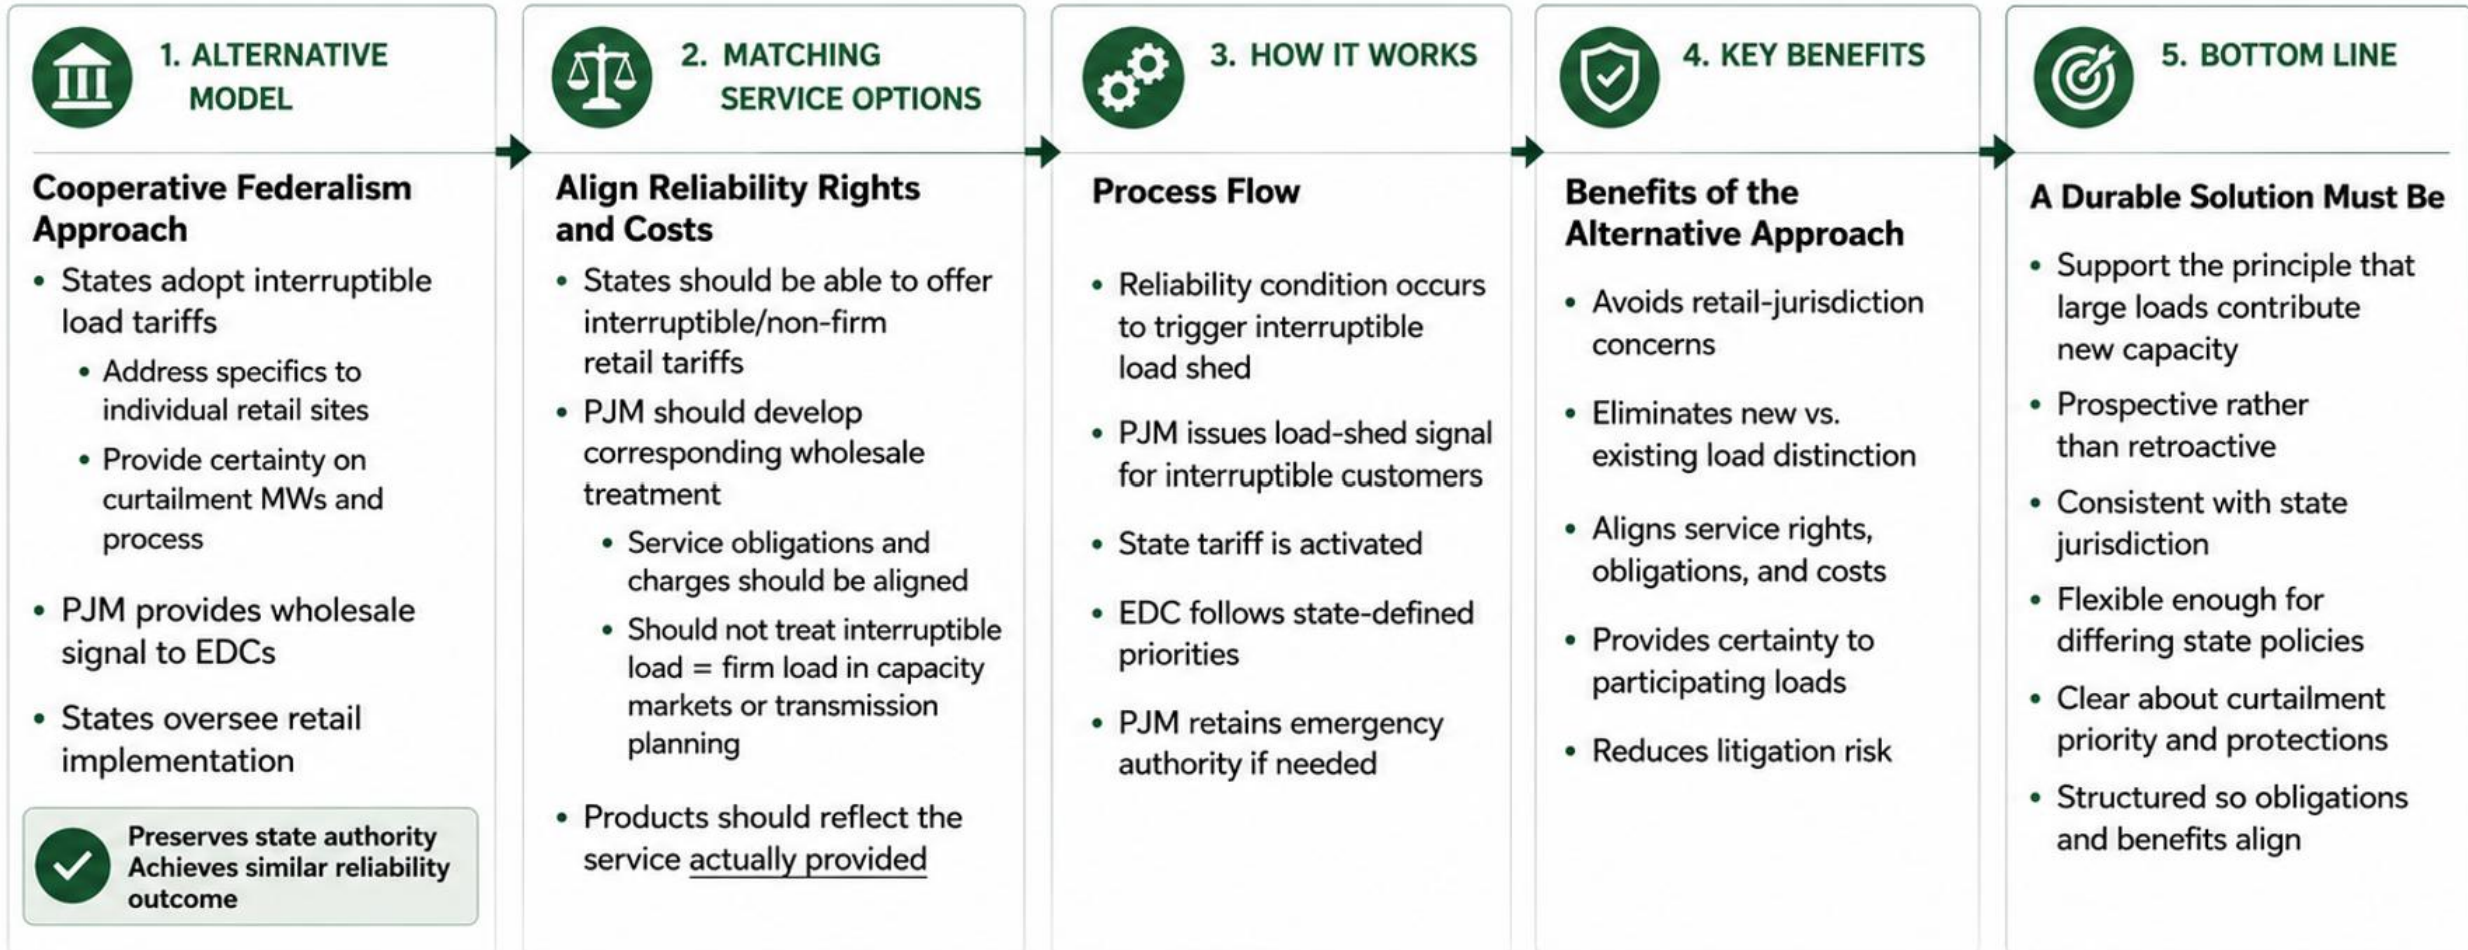 1. ALTERNATIVE
MODEL
Cooperative Federalism
Approach
• States adopt interruptible
load tariffs
• Address specifics to
individual retail sites
• Provide certainty on
curtailment MWs and
process
• PJM provides wholesale
signal to EDCs
• States oversee retail
implementation
Preserves state authority
Achieves similar reliability
outcome
2. MATCHING
SERVICE OPTIONS
Align Reliability Rights
and Costs
• States should be able to offer
interruptible/non-firm
retail tariffs
• PJM should develop
corresponding wholesale
treatment
• Service obligations and
charges should be aligned
• Should not treat interruptible
load = firm load in capacity
markets or transmission
planning
• Products should reflect the
service actually provided
3. HOW IT WORKS
Process Flow
• Reliability condition occurs
to trigger interruptible
load shed
• PJM issues load-shed signal
for interruptible customers
• State tariff is activated
• EDC follows state-defined
priorities
• PJM retains emergency
authority if needed
4. KEY BENEFITS
Benefits of the
Alternative Approach
• Avoids retail-jurisdiction
concerns
• Eliminates new vs.
existing load distinction
• Aligns service rights,
obligations, and costs
• Provides certainty to
participating loads
• Reduces litigation risk
5. BOTTOM LINE
A Durable Solution Must Be
• Support the principle that
large loads contribute
new capacity
• Prospective rather
than retroactive
• Consistent with state
jurisdiction
• Flexible enough for
differing state policies
• Clear about curtailment
priority and protections
• Structured so obligations
and benefits align